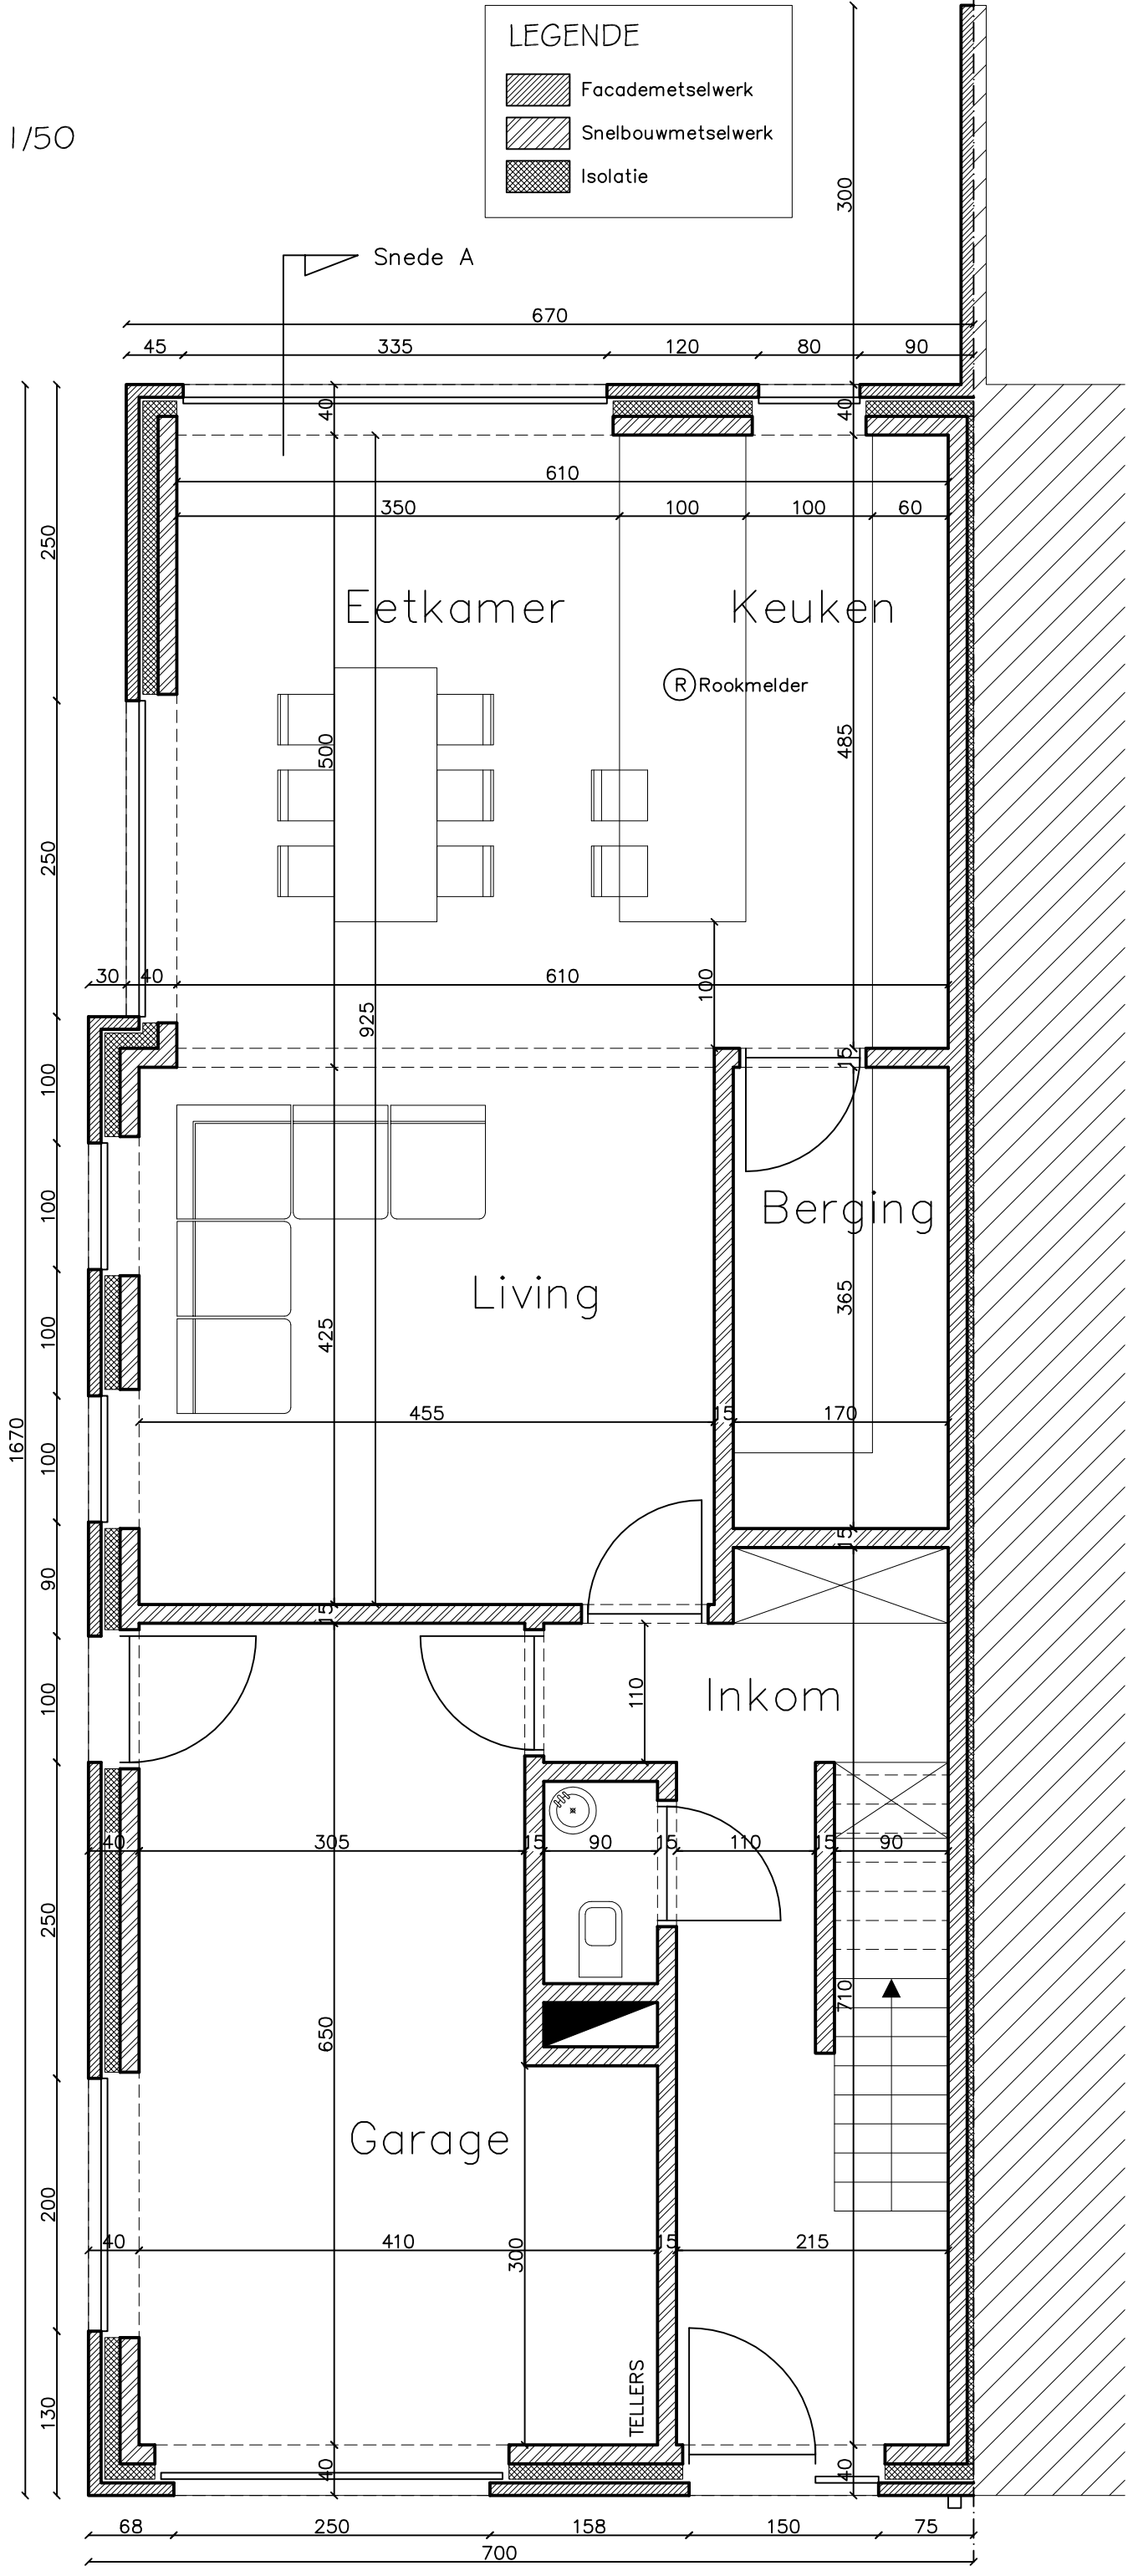 LEGENDE
Facademetselwerk
1/50
Snelbouwmetselwerk
Isolatie
300
Snede A
670
45 335 120 80 90
40 40
610
350 100 100 60
250
Eetkamer Keuken
R Rookmelder
500 485
250
30 40 610
100
925
15
100
100
Berging
Living
365
425
100
455 15 170
1670
100
15
90
15
100
110
Inkom
40 305 15 90 15 110 15 90
250
710
650
Garage
200
40 410 15 215
300
TELLERS
130
40 40
68 250 158 150 75
700